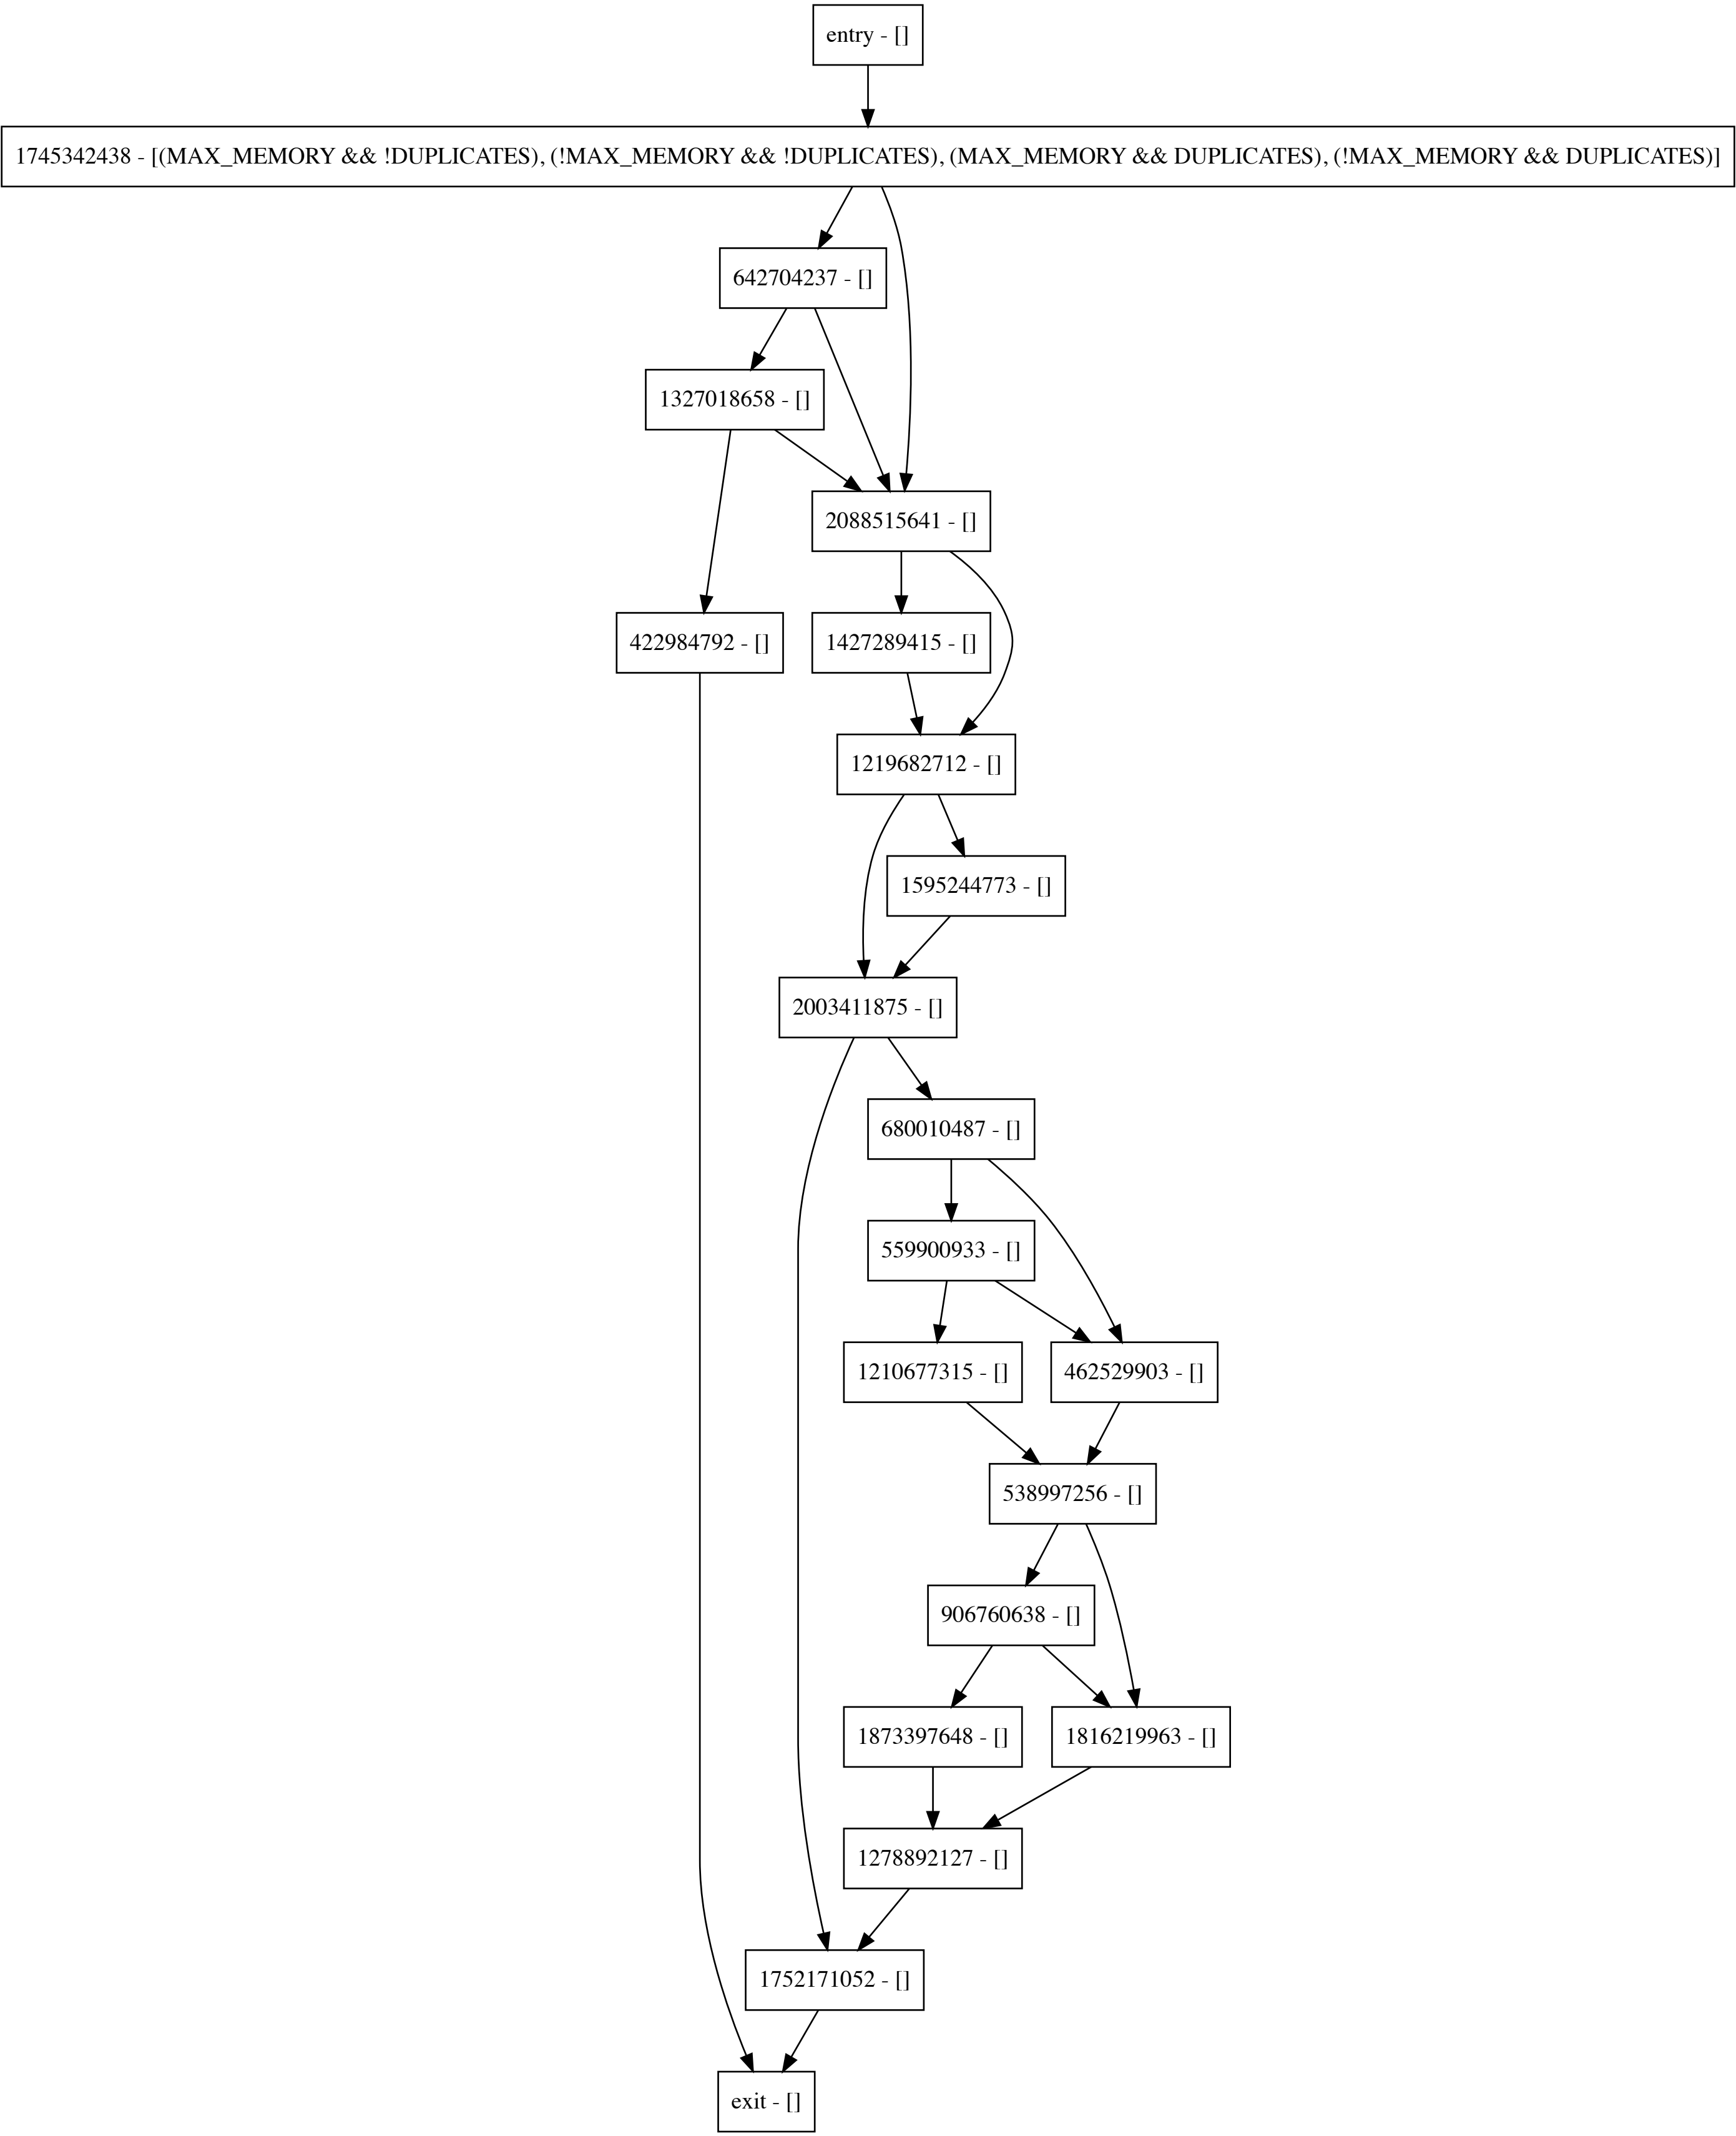 entry - []
1745342438 - [(MAX_MEMORY && !DUPLICATES), (!MAX_MEMORY && !DUPLICATES), (MAX_MEMORY && DUPLICATES), (!MAX_MEMORY && DUPLICATES)]
642704237 - []
1327018658 - []
2088515641 - []
422984792 - []
1427289415 - []
1219682712 - []
1595244773 - []
2003411875 - []
680010487 - []
559900933 - []
1210677315 - []
462529903 - []
538997256 - []
906760638 - []
1873397648 - []
1816219963 - []
1278892127 - []
1752171052 - []
exit - []